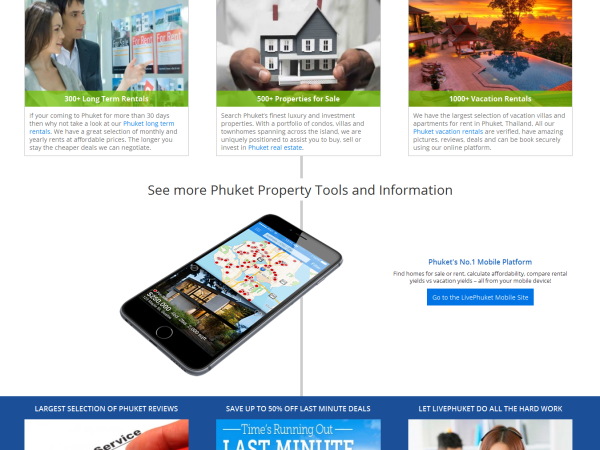 For Rent
For Rent
300+ Long Term Rentals
If your coming to Phuket for more than 30 days
then why not take a look at our Phuket long term
rentals. We have a great selection of monthly and
yearly rents at affordable prices. The longer you
stay the cheaper deals we can negotiate.
500+ Properties for Sale
Search Phuket's finest luxury and investment
properties. With a portfolio of condos, villas and
townhomes spanning across the island, we are
uniquely positioned to assist you to buy, sell or
invest in Phuket real estate.
1000+ Vacation Rentals
We have the largest selection of vacation villas and
apartments for rent in Phuket, Thailand. All our
Phuket vacation rentals are verified, have amazing
pictures, reviews, deals and can be book securely
using our online platform.
See more Phuket Property Tools and Information
$250,000
Phuket's No.1 Mobile Platform
Find homes for sale or rent, calculate affordability, compare rental
yields vs vacation yields – all from your mobile device!
Go to the LivePhuket Mobile Site
LARGEST SELECTION OF PHUKET REVIEWS
Service
SAVE UP TO 50% OFF LAST MINUTE DEALS
Time's Running Out
LAST MINUTE
LET LIVEPHUKET DO ALL THE HARD WORK